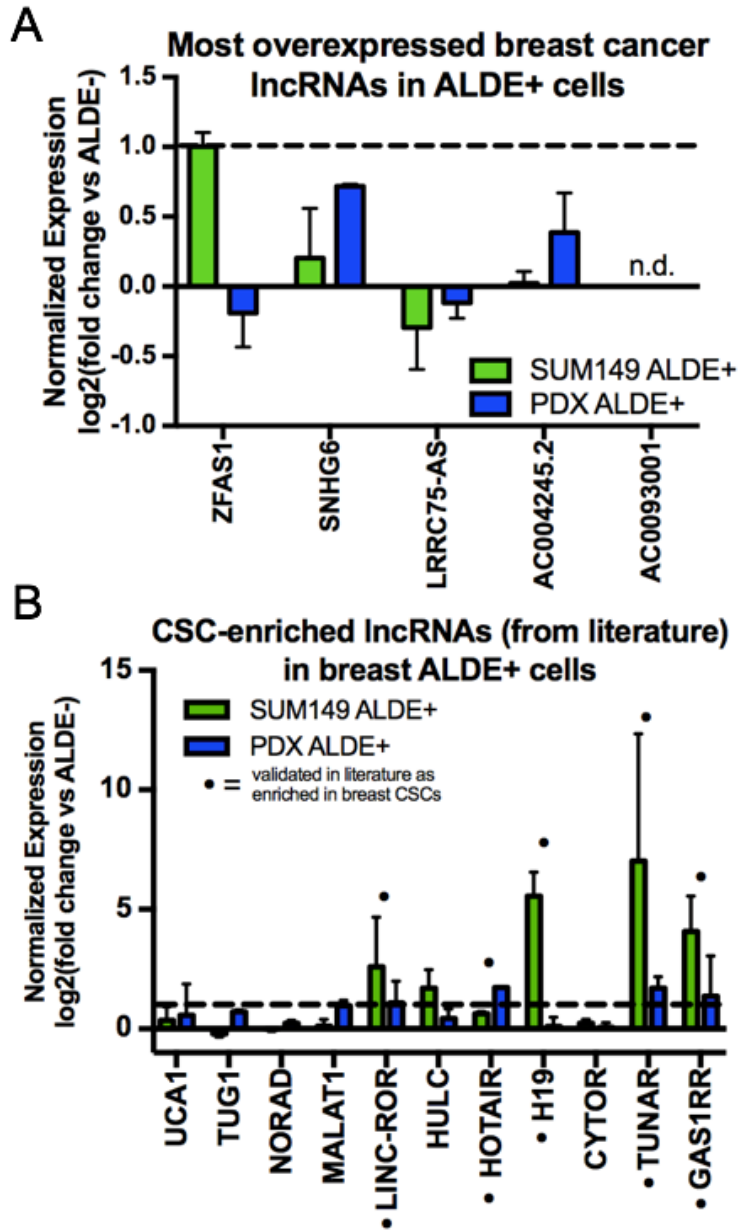 A
Most overexpressed breast cancer
lncRNAs in ALDE+ cells
Normalized Expression
log2(fold change vs ALDE-)
1.5
1.0
0.5
0.0
-0.5
-1.0
n.d.
SUM149 ALDE+
PDX ALDE+
ZFAS1
SNHG6
LRRC75-AS
AC004245.2
AC0093001
B
CSC-enriched lncRNAs (from literature)
in breast ALDE+ cells
Normalized Expression
log2(fold change vs ALDE-)
15
10
5
0
SUM149 ALDE+
PDX ALDE+
• = validated in literature as
enriched in breast CSCs
UCA1
TUG1
NORAD
MALAT1
• LINC-ROR
HULC
• HOTAIR
• H19
CYTOR
• TUNAR
• GAS1RR